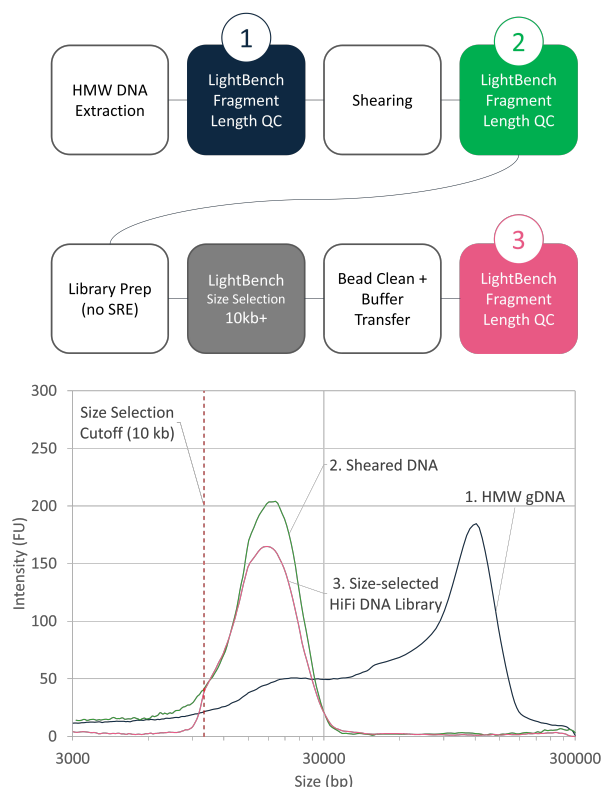 1
2
HMW DNA
Extraction
LightBench
Fragment
Length QC
Shearing
LightBench
Fragment
Length QC
3
Library Prep
(no SRE)
LightBench
Size Selection
10kb+
Bead Clean +
Buffer
Transfer
LightBench
Fragment
Length QC
300
250
200
150
100
50
0
Intensity (FU)
Size Selection
Cutoff (10 kb)
2. Sheared DNA
1. HMW gDNA
3. Size-selected
HiFi DNA Library
3000
30000
300000
Size (bp)